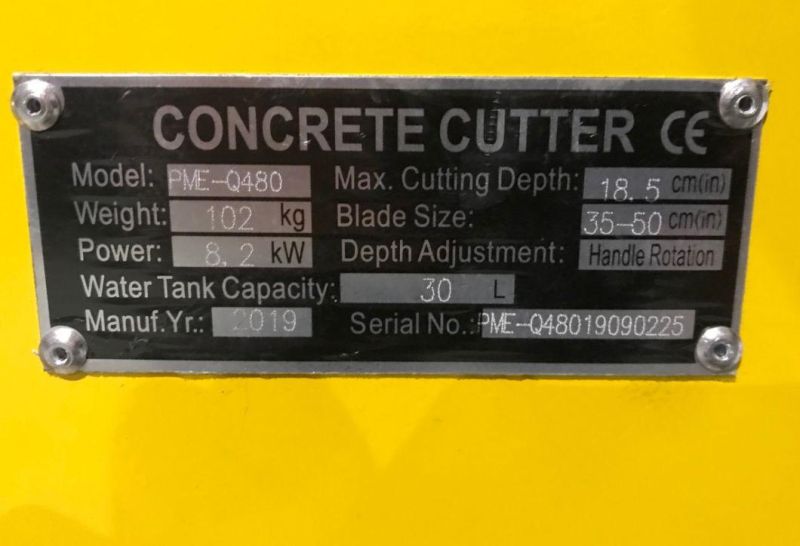 CONCRETE CUTTER CE
Model: PME-Q480 Max. Cutting Depth: 18.5 cm(in)
Weight: 102 kg Blade Size: 35-50 cm(in)
Power: 8.2 kW Depth Adjustment: Handle Rotation
Water Tank Capacity: 30 L
Manuf.Yr.: 2019 Serial No.: PME-Q48019090225